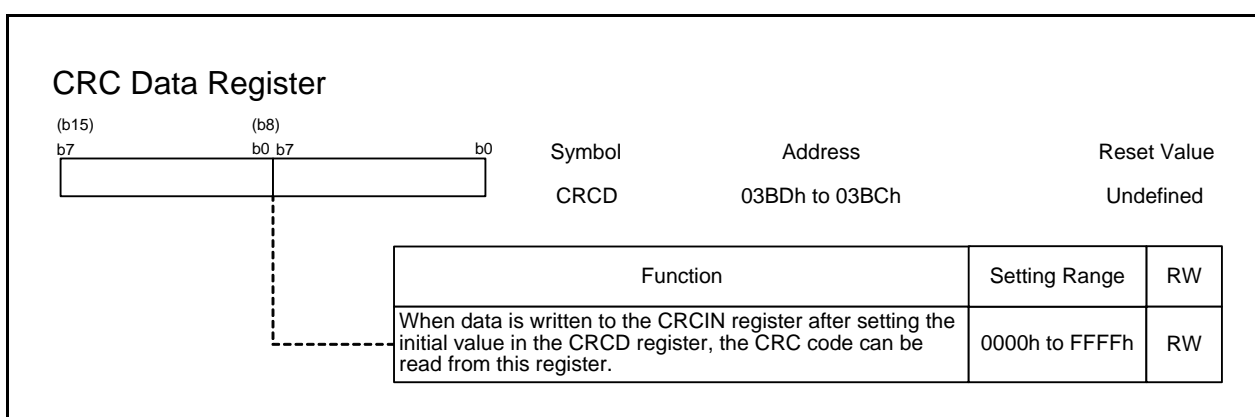 CRC Data Register
(b15) (b8)
b7 b0 b7 b0
Symbol Address Reset Value
CRCD 03BDh to 03BCh Undefined
Function Setting Range RW
When data is written to the CRCIN register after setting the
initial value in the CRCD register, the CRC code can be
read from this register.
0000h to FFFFh RW